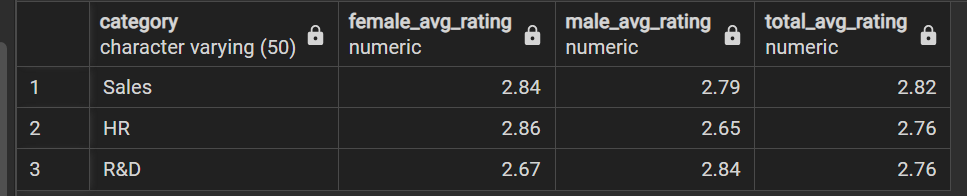 category female_avg_rating male_avg_rating total_avg_rating
character varying (50) numeric numeric numeric
1 Sales 2.84 2.79 2.82
2 HR 2.86 2.65 2.76
3 R&D 2.67 2.84 2.76